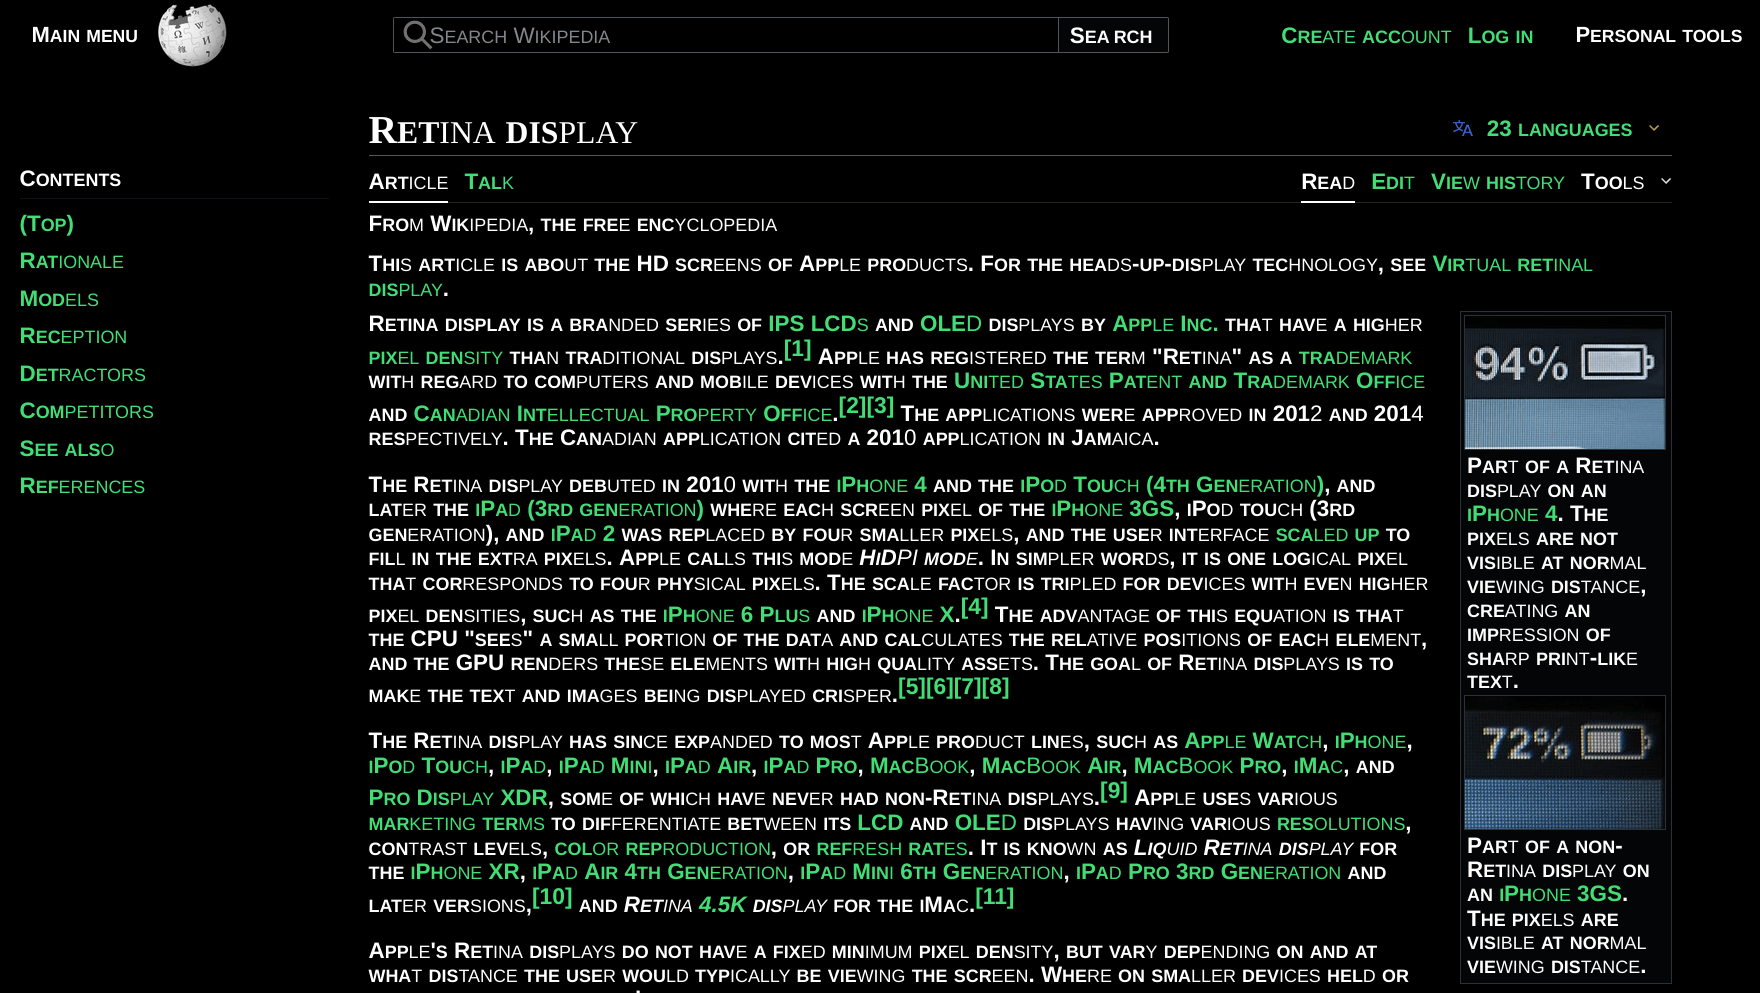 Main menu
Search Wikipedia
Search
Create account
Log in
Personal tools
Retina display
23 languages
Contents
(Top)
Rationale
Models
Reception
Detractors
Competitors
See also
References
Article
Talk
Read
Edit
View history
Tools
From Wikipedia, the free encyclopedia
This article is about the HD screens of Apple products. For the heads-up-display technology, see Virtual retinal
display.
Retina display is a branded series of IPS LCDs and OLED displays by Apple Inc. that have a higher
pixel density than traditional displays.[1] Apple has registered the term "Retina" as a trademark
with regard to computers and mobile devices with the United States Patent and Trademark Office
and Canadian Intellectual Property Office.[2][3] The applications were approved in 2012 and 2014
respectively. The Canadian application cited a 2010 application in Jamaica.
The Retina display debuted in 2010 with the iPhone 4 and the iPod Touch (4th Generation), and
later the iPad (3rd generation) where each screen pixel of the iPhone 3GS, iPod touch (3rd
generation), and iPad 2 was replaced by four smaller pixels, and the user interface scaled up to
fill in the extra pixels. Apple calls this mode HiDPI mode. In simpler words, it is one logical pixel
that corresponds to four physical pixels. The scale factor is tripled for devices with even higher
pixel densities, such as the iPhone 6 Plus and iPhone X.[4] The advantage of this equation is that
the CPU "sees" a small portion of the data and calculates the relative positions of each element,
and the GPU renders these elements with high quality assets. The goal of Retina displays is to
make the text and images being displayed crisper.[5][6][7][8]
The Retina display has since expanded to most Apple product lines, such as Apple Watch, iPhone,
iPod Touch, iPad, iPad Mini, iPad Air, iPad Pro, MacBook, MacBook Air, MacBook Pro, iMac, and
Pro Display XDR, some of which have never had non-Retina displays.[9] Apple uses various
marketing terms to differentiate between its LCD and OLED displays having various resolutions,
contrast levels, color reproduction, or refresh rates. It is known as Liquid Retina display for
the iPhone XR, iPad Air 4th Generation, iPad Mini 6th Generation, iPad Pro 3rd Generation and
later versions,[10] and Retina 4.5K display for the iMac.[11]
Apple's Retina displays do not have a fixed minimum pixel density, but vary depending on and at
what distance the user would typically be viewing the screen. Where on smaller devices held or
94%
Part of a Retina
display on an
iPhone 4. The
pixels are not
visible at normal
viewing distance,
creating an
impression of
sharp print-like
text.
72%
Part of a non-
Retina display on
an iPhone 3GS.
The pixels are
visible at normal
viewing distance.